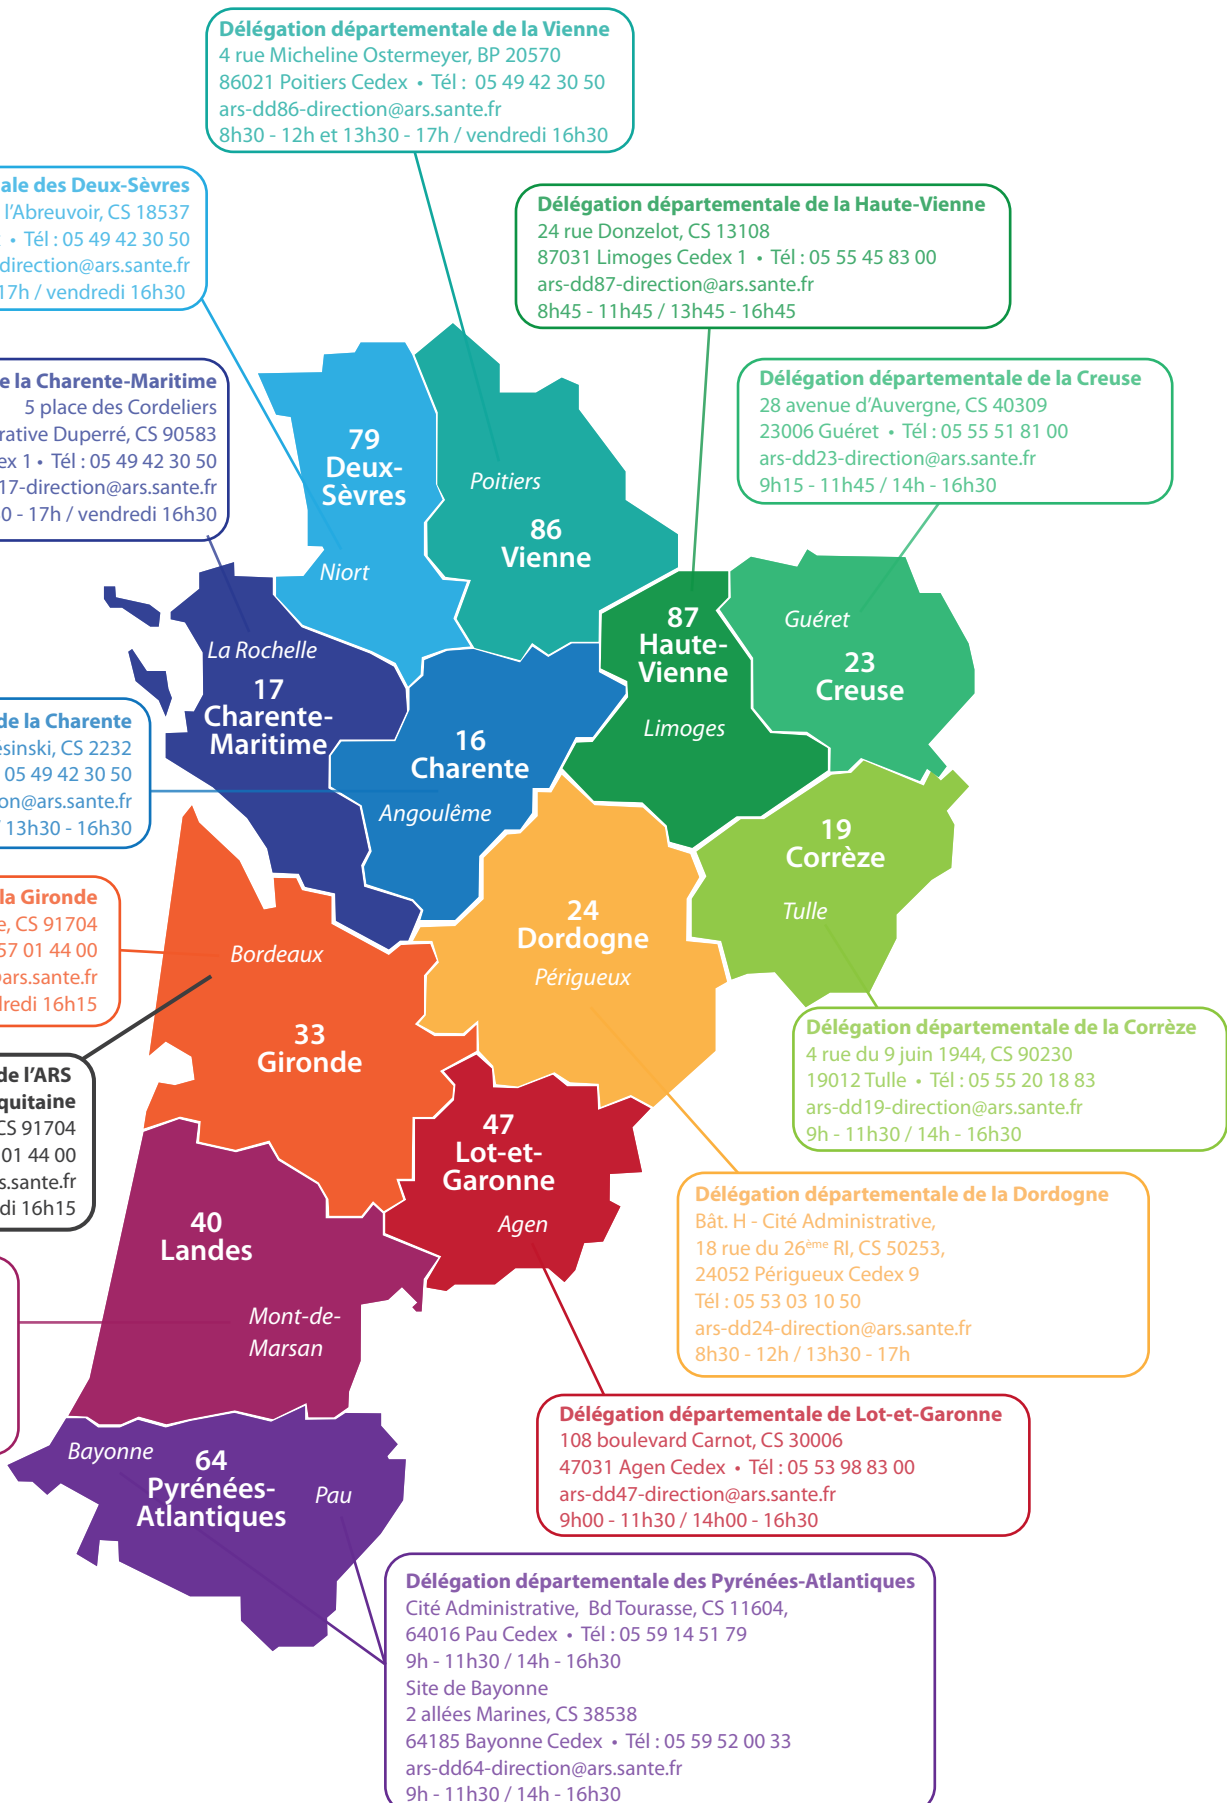 Délégation départementale de la Vienne
4 rue Micheline Ostermeyer, BP 20570
86021 Poitiers Cedex • Tél : 05 49 42 30 50
ars-dd86-direction@ars.sante.fr
8h30 - 12h et 13h30 - 17h / vendredi 16h30
ale des Deux-Sèvres
l'Abreuvoir, CS 18537
• Tél : 05 49 42 30 50
direction@ars.sante.fr
17h / vendredi 16h30
Délégation départementale de la Haute-Vienne
24 rue Donzelot, CS 13108
87031 Limoges Cedex 1 • Tél : 05 55 45 83 00
ars-dd87-direction@ars.sante.fr
8h45 - 11h45 / 13h45 - 16h45
e la Charente-Maritime
5 place des Cordeliers
rative Duperré, CS 90583
ex 1 • Tél : 05 49 42 30 50
17-direction@ars.sante.fr
0 - 17h / vendredi 16h30
Délégation départementale de la Creuse
28 avenue d'Auvergne, CS 40309
23006 Guéret • Tél : 05 55 51 81 00
ars-dd23-direction@ars.sante.fr
9h15 - 11h45 / 14h - 16h30
79
Deux-
Sèvres
Niort
Poitiers
86
Vienne
87
Haute-
Vienne
Limoges
Guéret
23
Creuse
La Rochelle
17
Charente-
Maritime
16
Charente
Angoulême
de la Charente
ésinski, CS 2232
05 49 42 30 50
on@ars.sante.fr
/ 13h30 - 16h30
19
Corrèze
Tulle
24
Dordogne
Périgueux
la Gironde
e, CS 91704
57 01 44 00
@ars.sante.fr
dredi 16h15
Bordeaux
33
Gironde
de l'ARS
quitaine
CS 91704
01 44 00
s.sante.fr
di 16h15
Délégation départementale de la Corrèze
4 rue du 9 juin 1944, CS 90230
19012 Tulle • Tél : 05 55 20 18 83
ars-dd19-direction@ars.sante.fr
9h - 11h30 / 14h - 16h30
47
Lot-et-
Garonne
Agen
Délégation départementale de la Dordogne
Bât. H - Cité Administrative,
18 rue du 26ème RI, CS 50253,
24052 Périgueux Cedex 9
Tél : 05 53 03 10 50
ars-dd24-direction@ars.sante.fr
8h30 - 12h / 13h30 - 17h
40
Landes
Mont-de-
Marsan
Délégation départementale de Lot-et-Garonne
108 boulevard Carnot, CS 30006
47031 Agen Cedex • Tél : 05 53 98 83 00
ars-dd47-direction@ars.sante.fr
9h00 - 11h30 / 14h00 - 16h30
Bayonne
64
Pyrénées-
Atlantiques
Pau
Délégation départementale des Pyrénées-Atlantiques
Cité Administrative, Bd Tourasse, CS 11604,
64016 Pau Cedex • Tél : 05 59 14 51 79
9h - 11h30 / 14h - 16h30
Site de Bayonne
2 allées Marines, CS 38538
64185 Bayonne Cedex • Tél : 05 59 52 00 33
ars-dd64-direction@ars.sante.fr
9h - 11h30 / 14h - 16h30